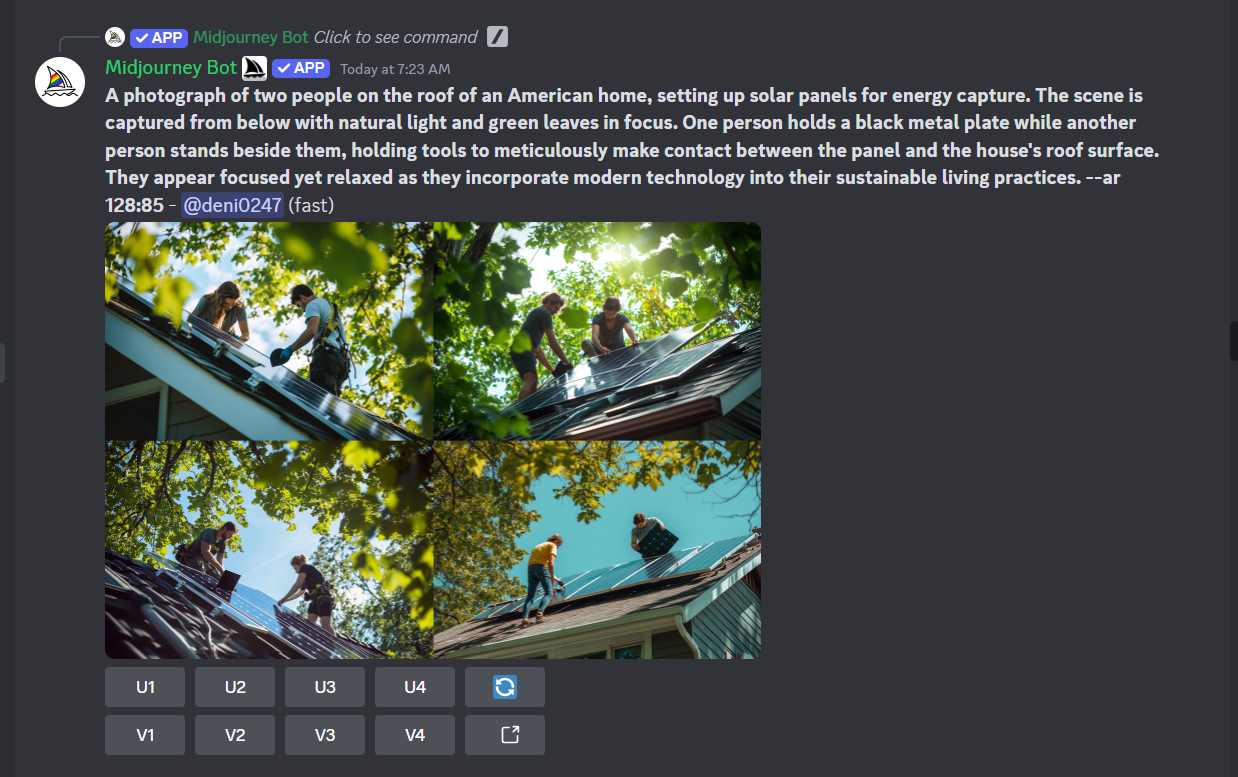 APP Midjourney Bot Click to see command
Midjourney Bot APP Today at 7:23 AM
A photograph of two people on the roof of an American home, setting up solar panels for energy capture. The scene is
captured from below with natural light and green leaves in focus. One person holds a black metal plate while another
person stands beside them, holding tools to meticulously make contact between the panel and the house's roof surface.
They appear focused yet relaxed as they incorporate modern technology into their sustainable living practices. --ar
128:85 - @deni0247 (fast)
U1 U2 U3 U4
V1 V2 V3 V4